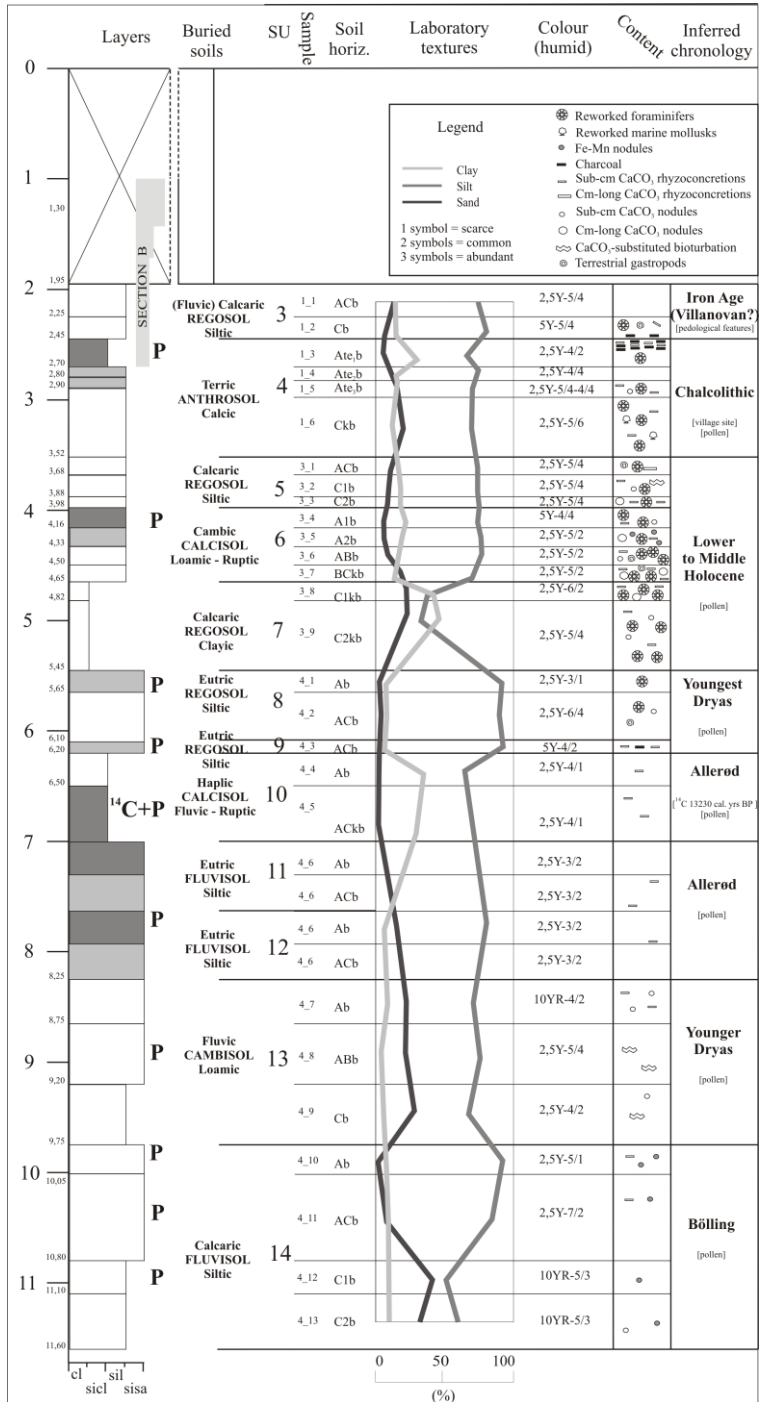 Layers
Buried soils
SU
Sample
Soil horiz.
Laboratory textures
Colour (humid)
Content
Inferred chronology
Legend
Clay
Silt
Sand
1 symbol = scarce
2 symbols = common
3 symbols = abundant
Reworked foraminifers
Reworked marine mollusks
Fe-Mn nodules
Charcoal
Sub-cm CaCO₃ rhyzoconcretions
Cm-long CaCO₃ rhyzoconcretions
Sub-cm CaCO₃ nodules
Cm-long CaCO₃ nodules
CaCO₃-substituted bioturbation
Terrestrial gastropods
0
1
1,30
SECTION B
1,95
2
2,25
2,45
2,70
2,80
2,90
3
3,52
3,68
3,88
3,98
4
4,16
4,33
4,50
4,65
4,82
5
5,45
5,65
6
6,10
6,20
6,50
7
8
8,25
8,75
9
9,20
9,75
10
10,05
10,80
11
11,10
11,60
cl
sicl
sil
sisa
P
P
P
P
¹⁴C+P
P
P
P
P
P
(Fluvic) Calcaric
REGOSOL
Siltic
3
1_1 ACb 2,5Y-5/4
1_2 Cb 5Y-5/4
Iron Age
(Villanovan?)
[pedological features]
Terric
ANTHROSOL
Calcic
4
1_3 Ate₁b 2,5Y-4/2
1_4 Ate₂b 2,5Y-4/4
1_5 Ate₃b 2,5Y-5/4-4/4
1_6 Ckb 2,5Y-5/6
Chalcolithic
[village site]
[pollen]
Calcaric
REGOSOL
Siltic
5
3_1 ACb 2,5Y-5/4
3_2 C1b 2,5Y-5/4
3_3 C2b 2,5Y-5/4
Cambic
CALCISOL
Loamic - Ruptic
6
3_4 A1b 5Y-4/4
3_5 A2b 2,5Y-5/2
3_6 ABb 2,5Y-5/2
3_7 BCkb 2,5Y-5/2
Lower
to Middle
Holocene
[pollen]
Calcaric
REGOSOL
Clayic
7
3_8 C1kb 2,5Y-6/2
3_9 C2kb 2,5Y-5/4
Eutric
REGOSOL
Siltic
8
4_1 Ab 2,5Y-3/1
4_2 ACb 2,5Y-6/4
Youngest
Dryas
[pollen]
Eutric
REGOSOL
Siltic
9
4_3 ACb 5Y-4/2
Haplic
CALCISOL
Fluvic - Ruptic
10
4_4 Ab 2,5Y-4/1
4_5 ACkb 2,5Y-4/1
Allerød
[¹⁴C 13230 cal. yrs BP ]
[pollen]
Eutric
FLUVISOL
Siltic
11
4_6 Ab 2,5Y-3/2
4_6 ACb 2,5Y-3/2
Allerød
[pollen]
Eutric
FLUVISOL
Siltic
12
4_6 Ab 2,5Y-3/2
4_6 ACb 2,5Y-3/2
Fluvic
CAMBISOL
Loamic
13
4_7 Ab 10YR-4/2
4_8 ABb 2,5Y-5/4
4_9 Cb 2,5Y-4/2
Younger
Dryas
[pollen]
Calcaric
FLUVISOL
Siltic
14
4_10 Ab 2,5Y-5/1
4_11 ACb 2,5Y-7/2
4_12 C1b 10YR-5/3
4_13 C2b 10YR-5/3
Bölling
[pollen]
0 50 100
(%)